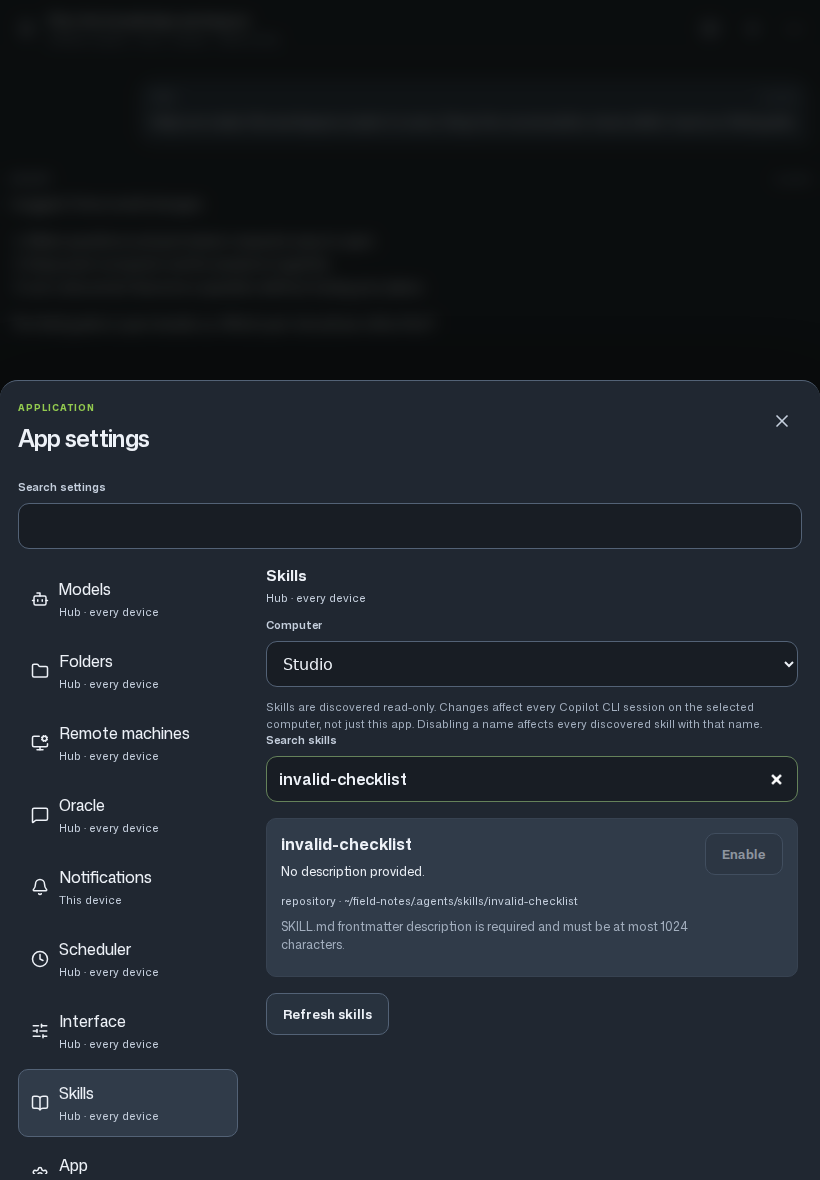 APPLICATION
App settings
Search settings
Models
Hub · every device
Folders
Hub · every device
Remote machines
Hub · every device
Oracle
Hub · every device
Notifications
This device
Scheduler
Hub · every device
Interface
Hub · every device
Skills
Hub · every device
App
Skills
Hub · every device
Computer
Studio
Skills are discovered read-only. Changes affect every Copilot CLI session on the selected
computer, not just this app. Disabling a name affects every discovered skill with that name.
Search skills
invalid-checklist
invalid-checklist
Enable
No description provided.
repository · ~/field-notes/.agents/skills/invalid-checklist
SKILL.md frontmatter description is required and must be at most 1024
characters.
Refresh skills